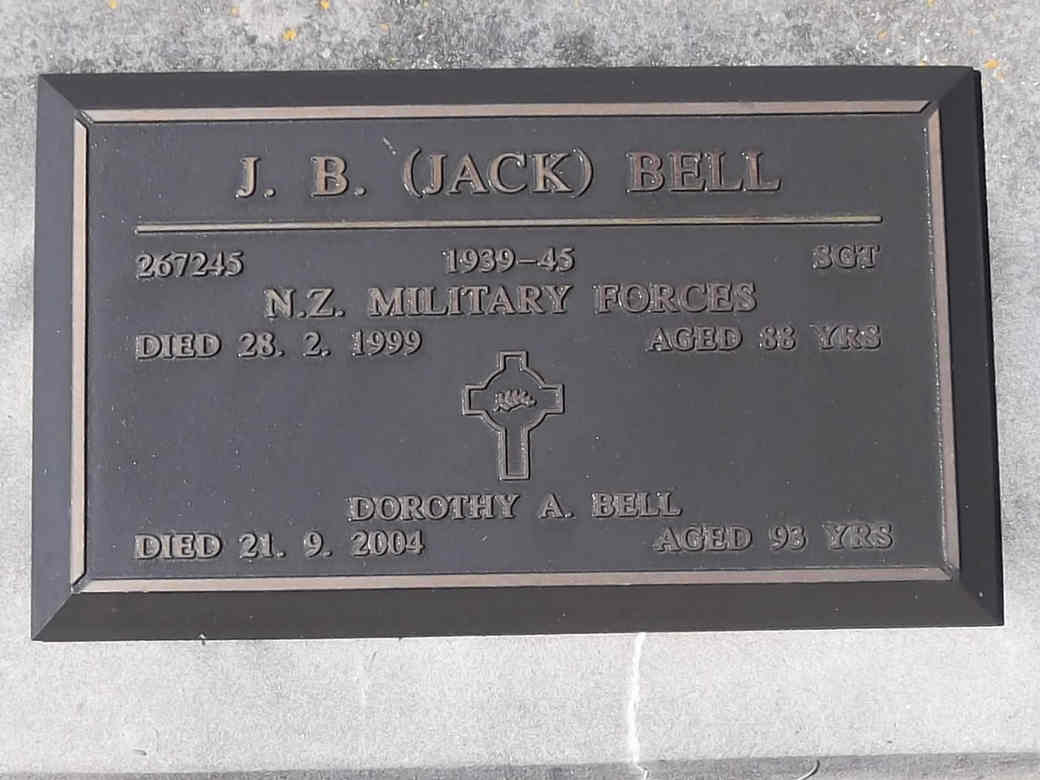 J. B. (JACK) BELL
267245 1939-45 SGT
N.Z. MILITARY FORCES
DIED 28. 2. 1999 AGED 88 YRS
DOROTHY A. BELL
DIED 21. 9. 2004 AGED 93 YRS